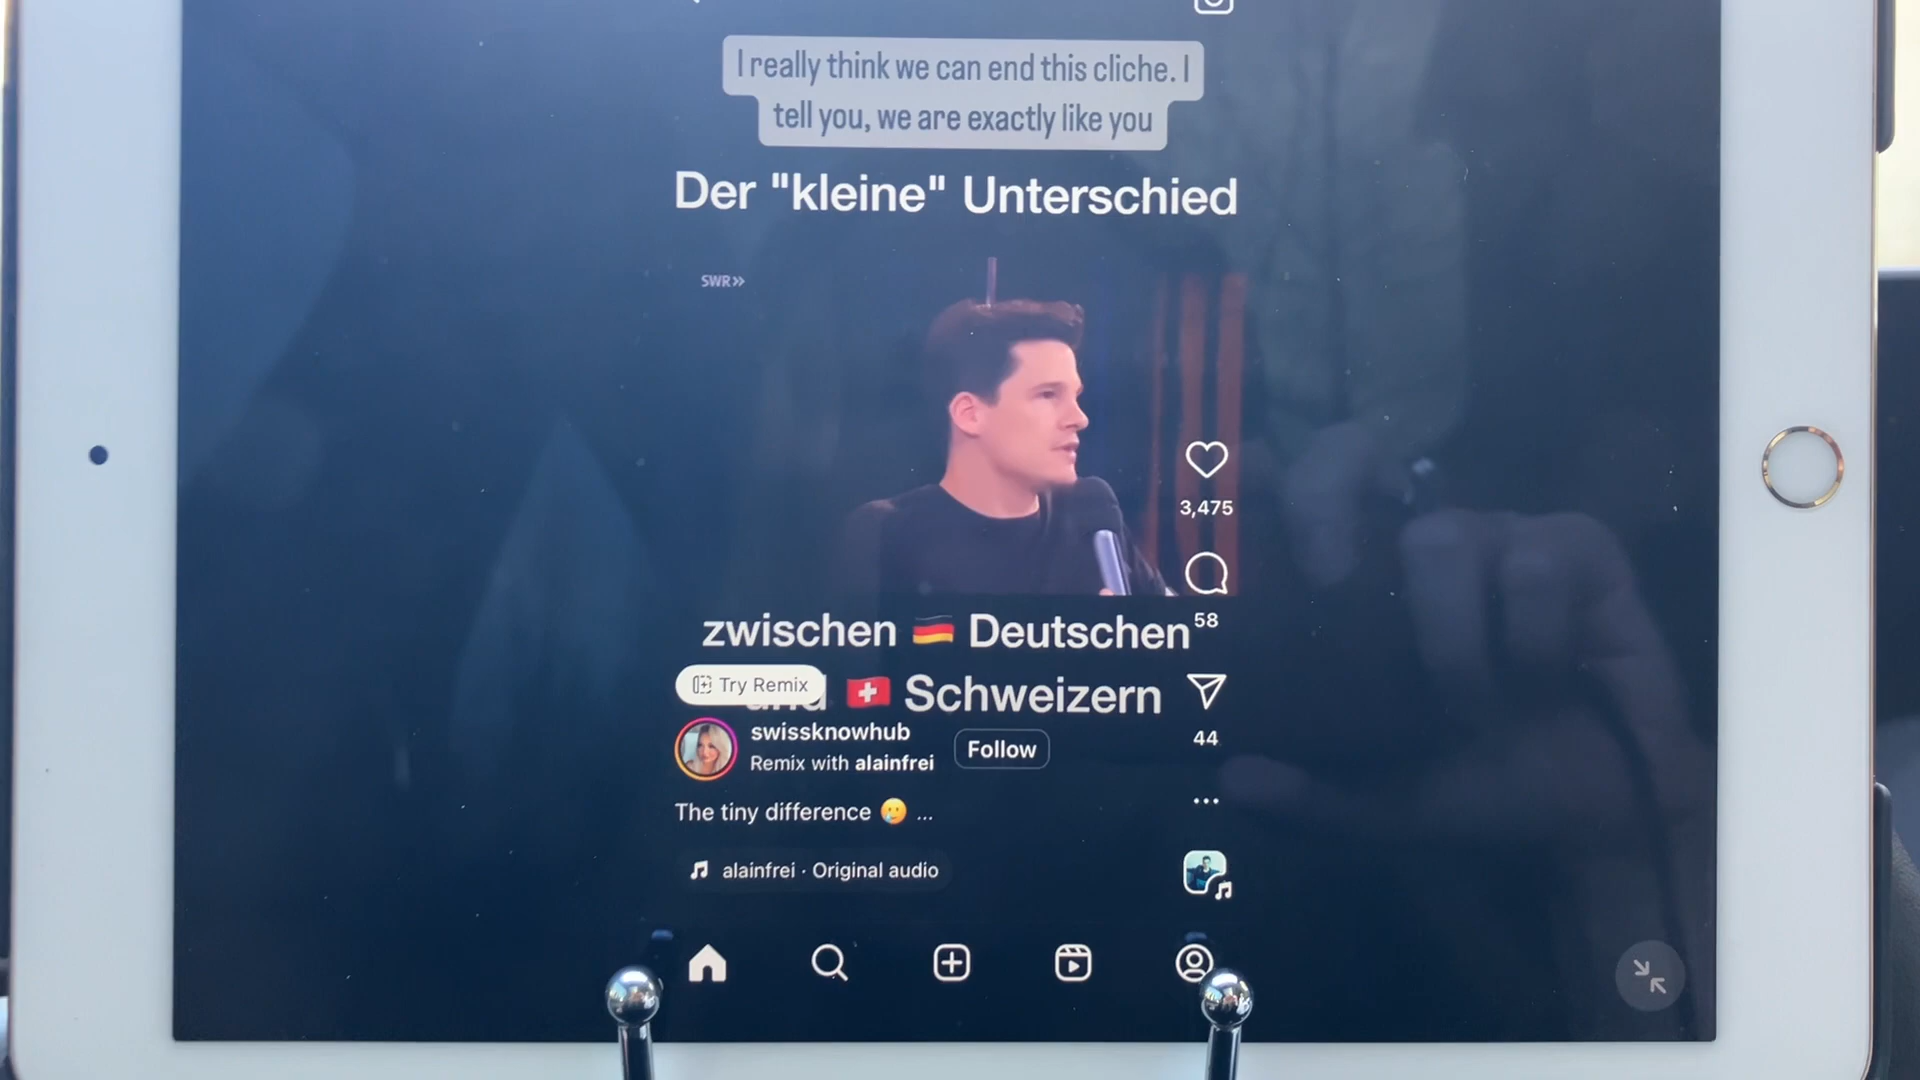 I really think we can end this cliche. I
tell you, we are exactly like you
Der "kleine" Unterschied
SWR»
3,475
58
zwischen 🇩🇪 Deutschen
Try Remix
🇨🇭 Schweizern
swissknowhub
Remix with alainfrei
Follow
44
The tiny difference 🥲 ...
alainfrei · Original audio